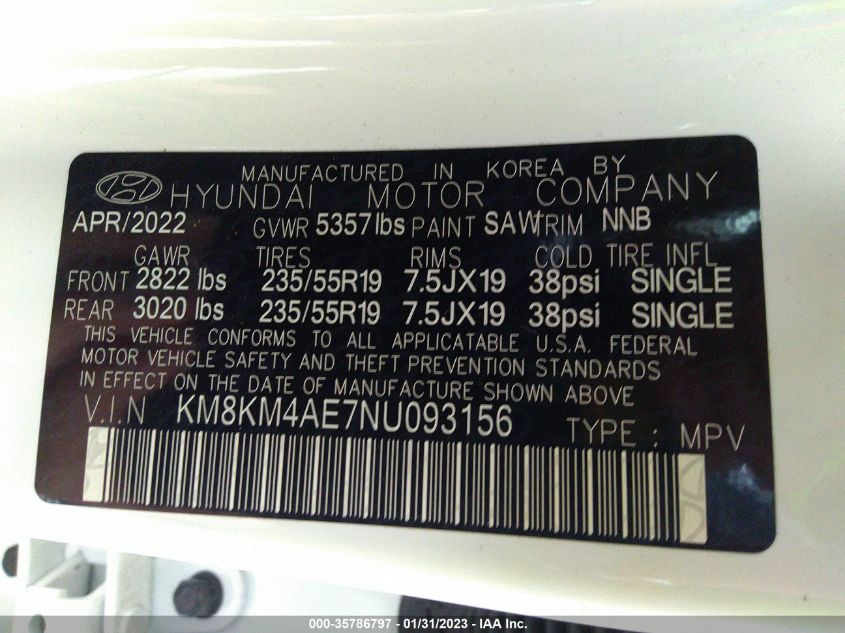 MANUFACTURED IN KOREA BY
HYUNDAI MOTOR COMPANY
APR/2022 GVWR 5357lbs PAINT SAW TRIM NNB
GAWR TIRES RIMS COLD TIRE INFL
FRONT 2822 lbs 235/55R19 7.5JX19 38psi SINGLE
REAR 3020 lbs 235/55R19 7.5JX19 38psi SINGLE
THIS VEHICLE CONFORMS TO ALL APPLICATABLE U.S.A. FEDERAL
MOTOR VEHICLE SAFETY AND THEFT PREVENTION STANDARDS
IN EFFECT ON THE DATE OF MANUFACTURE SHOWN ABOVE
V.I.N KM8KM4AE7NU093156 TYPE : MPV
000-35786797 - 01/31/2023 - IAA Inc.